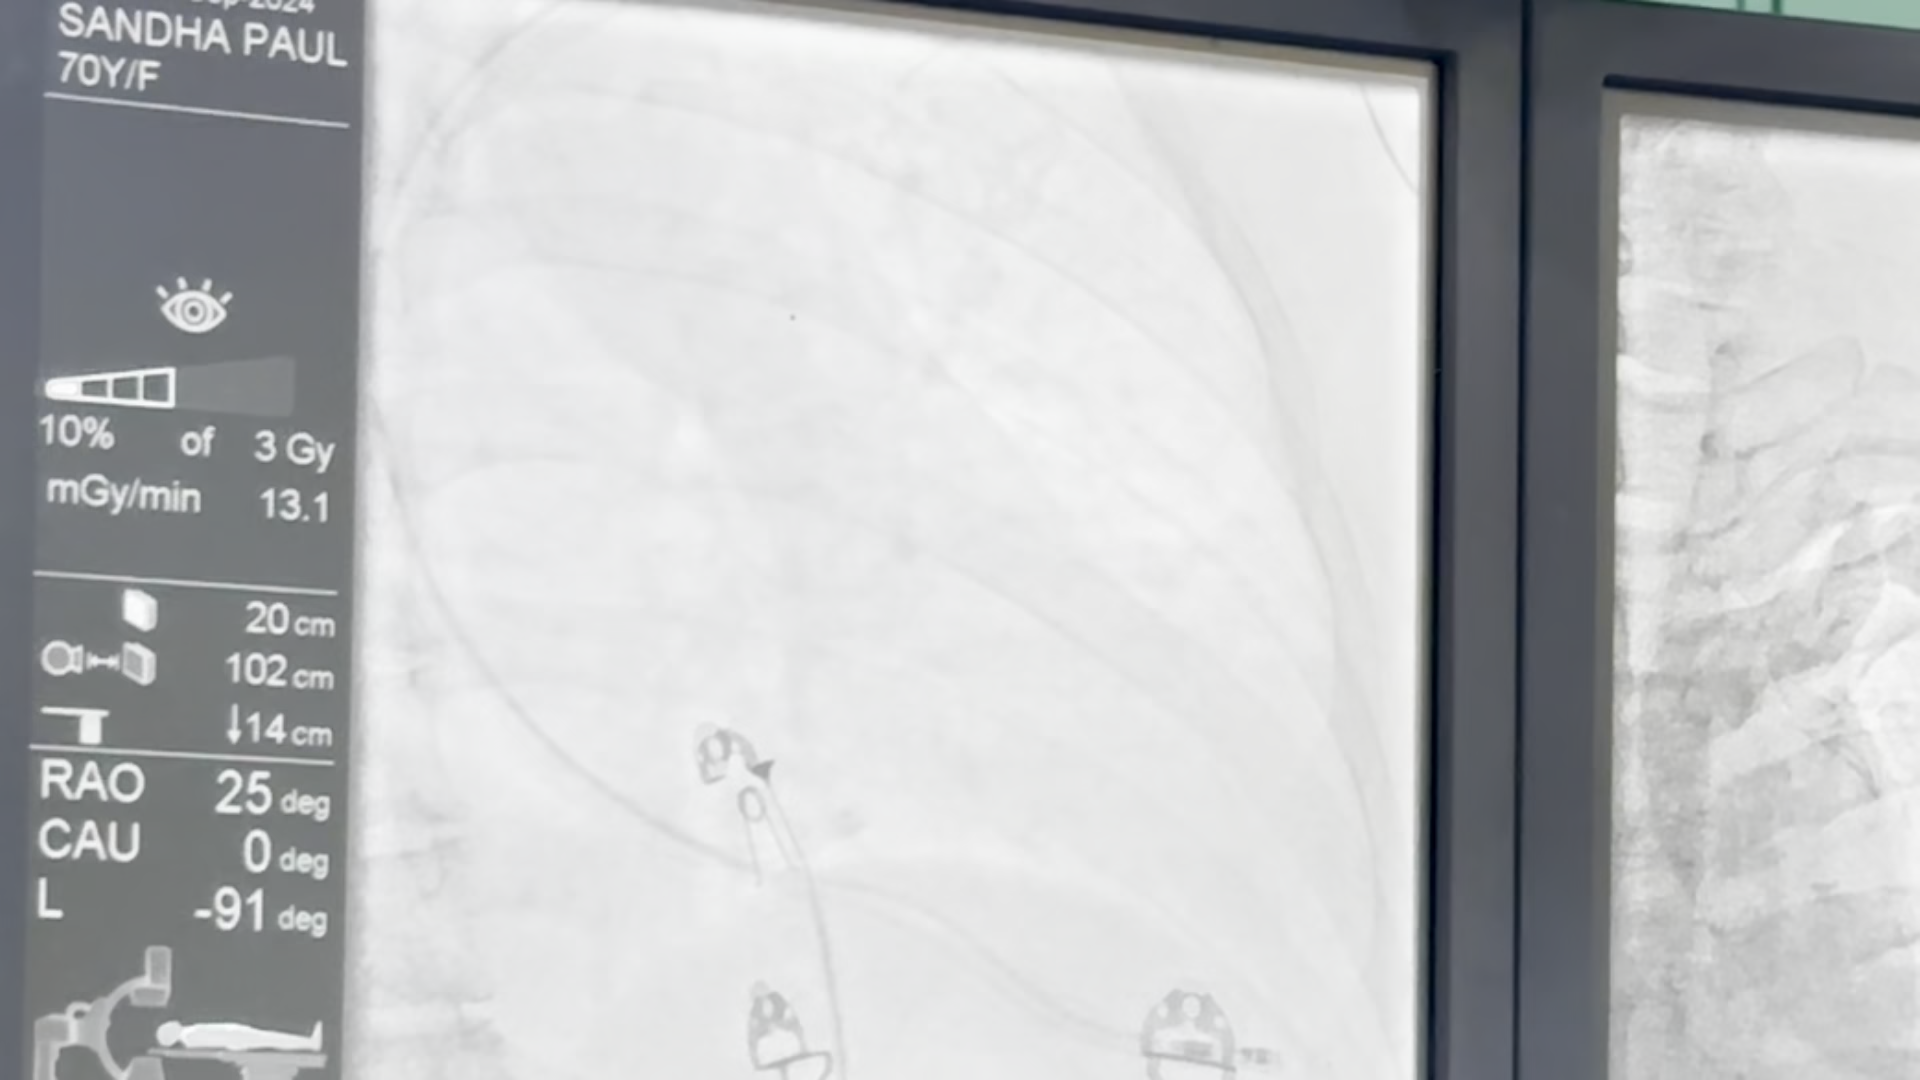 SANDHA PAUL
70Y/F
10% of 3 Gy
mGy/min 13.1
20 cm
102 cm
↓14 cm
RAO 25 deg
CAU 0 deg
L -91 deg